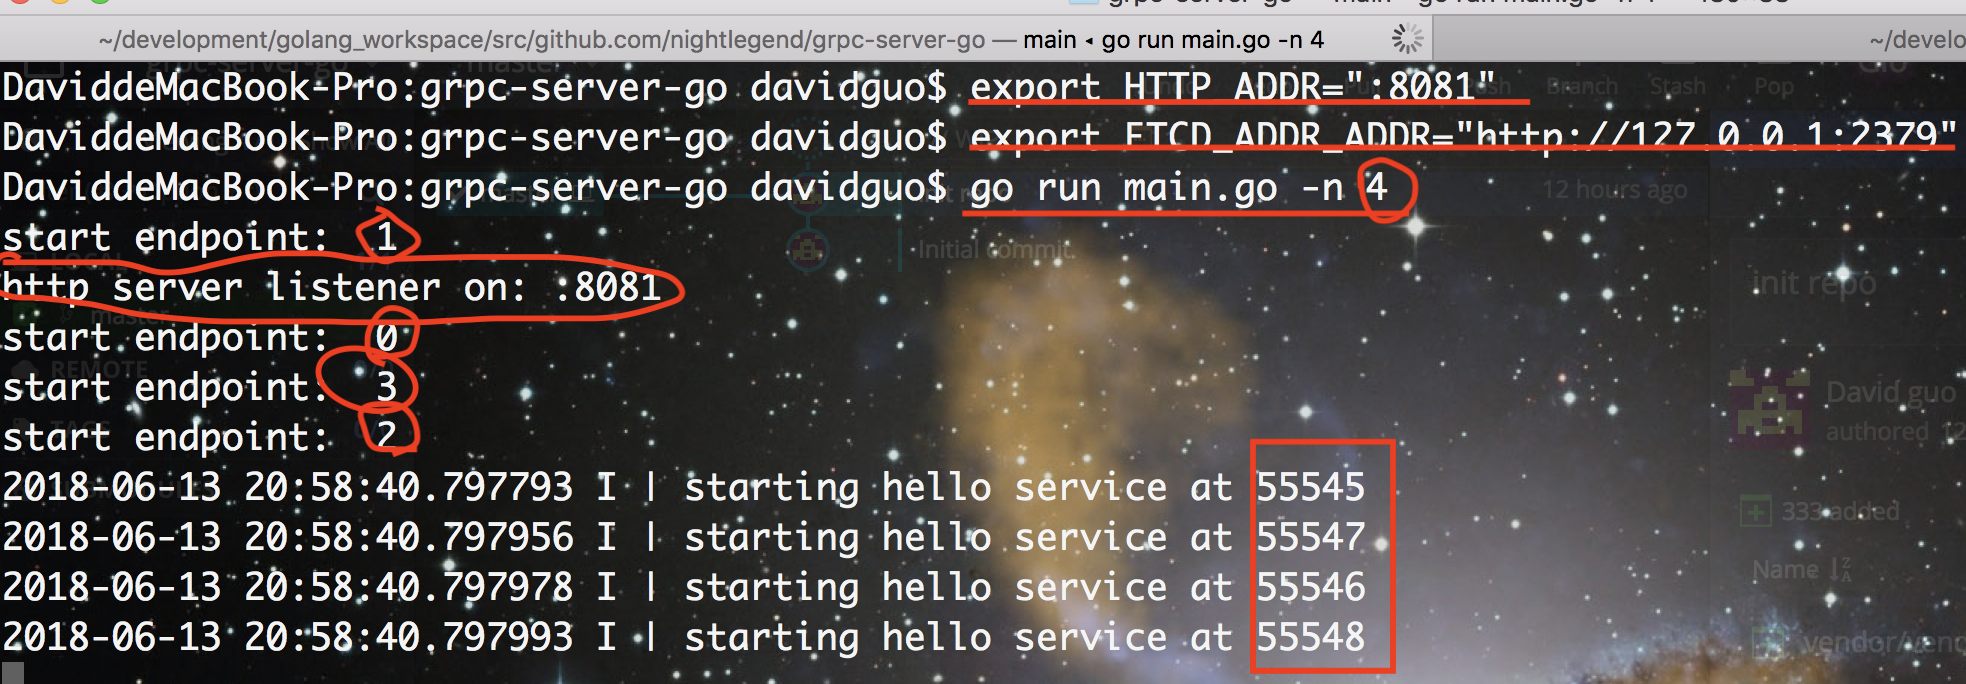 ~/development/golang_workspace/src/github.com/nightlegend/grpc-server-go — main ◂ go run main.go -n 4
~/develo
DaviddeMacBook-Pro:grpc-server-go davidguo$ export HTTP_ADDR=":8081"
DaviddeMacBook-Pro:grpc-server-go davidguo$ export ETCD_ADDR_ADDR="http://127.0.0.1:2379"
DaviddeMacBook-Pro:grpc-server-go davidguo$ go run main.go -n 4
12 hours ago
start endpoint: 1
Initial commit.
http server listener on: :8081
init repo
start endpoint: 0
master
start endpoint: 3
REMOTE
David guo
start endpoint: 2
authored 12
2018-06-13 20:58:40.797793 I | starting hello service at 55545
333 added
2018-06-13 20:58:40.797956 I | starting hello service at 55547
Name
2018-06-13 20:58:40.797978 I | starting hello service at 55546
2018-06-13 20:58:40.797993 I | starting hello service at 55548
vendor/vend
Branch
Stash
Pop